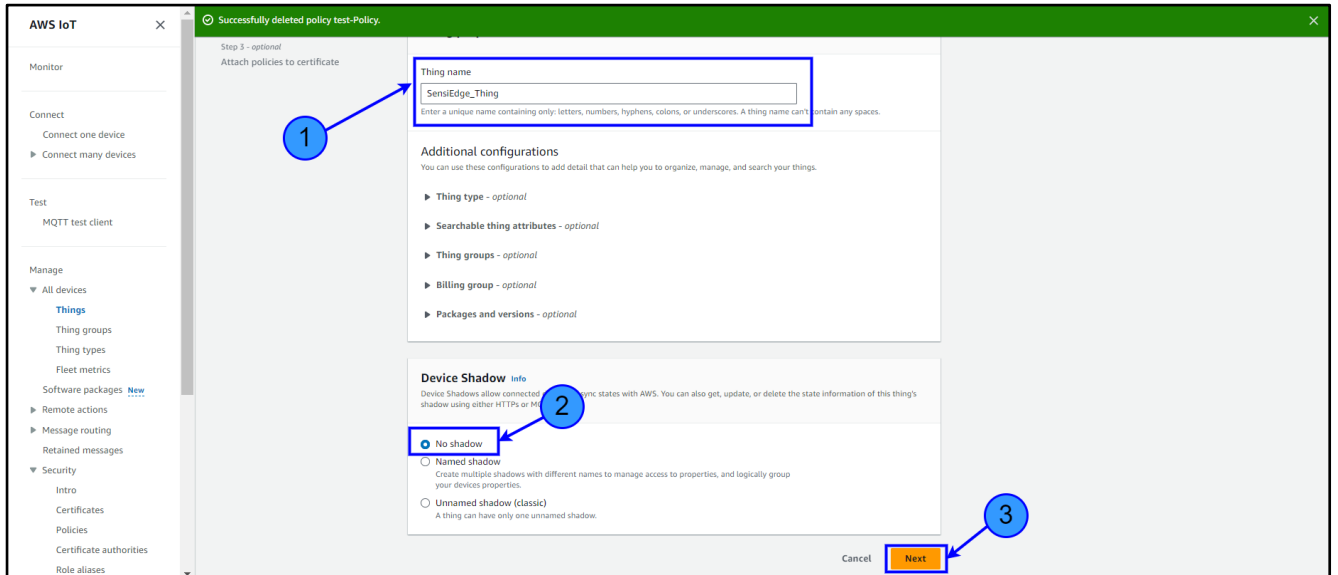 AWS IoT
Monitor
Connect
Connect one device
Connect many devices
Test
MQTT test client
Manage
All devices
Things
Thing groups
Thing types
Fleet metrics
Software packages New
Remote actions
Message routing
Retained messages
Security
Intro
Certificates
Policies
Certificate authorities
Role aliases
Successfully deleted policy test-Policy.
Step 3 - optional
Attach policies to certificate
Thing name
SensiEdge_Thing
Enter a unique name containing only: letters, numbers, hyphens, colons, or underscores. A thing name can't contain any spaces.
1
Additional configurations
You can use these configurations to add detail that can help you to organize, manage, and search your things.
Thing type - optional
Searchable thing attributes - optional
Thing groups - optional
Billing group - optional
Packages and versions - optional
Device Shadow Info
Device Shadows allow connected sync states with AWS. You can also get, update, or delete the state information of this thing's
shadow using either HTTPs or
2
No shadow
Named shadow
Create multiple shadows with different names to manage access to properties, and logically group
your devices properties.
Unnamed shadow (classic)
A thing can have only one unnamed shadow.
3
Cancel Next